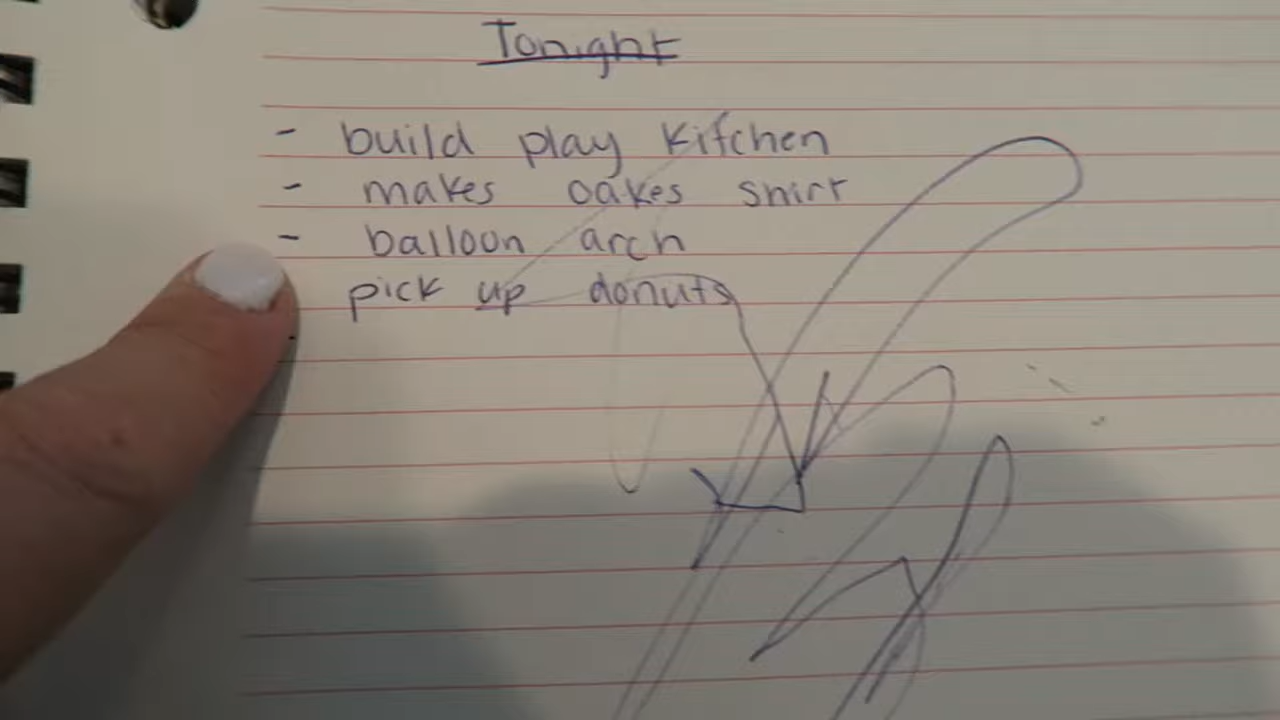 Tonight
- build play kitchen
- makes oakes shirt
- balloon arch
pick up donuts